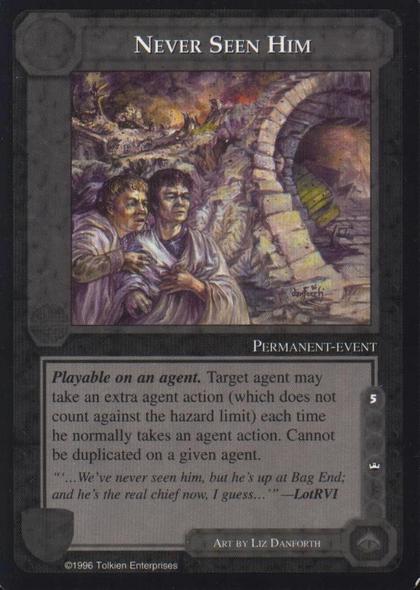 NEVER SEEN HIM
PERMANENT-EVENT
Playable on an agent. Target agent may
take an extra agent action (which does not
count against the hazard limit) each time
he normally takes an agent action. Cannot
be duplicated on a given agent.
"‘…We’ve never seen him, but he’s up at Bag End;
and he’s the real chief now, I guess…’" —LotRVI
5
ART BY LIZ DANFORTH
©1996 Tolkien Enterprises